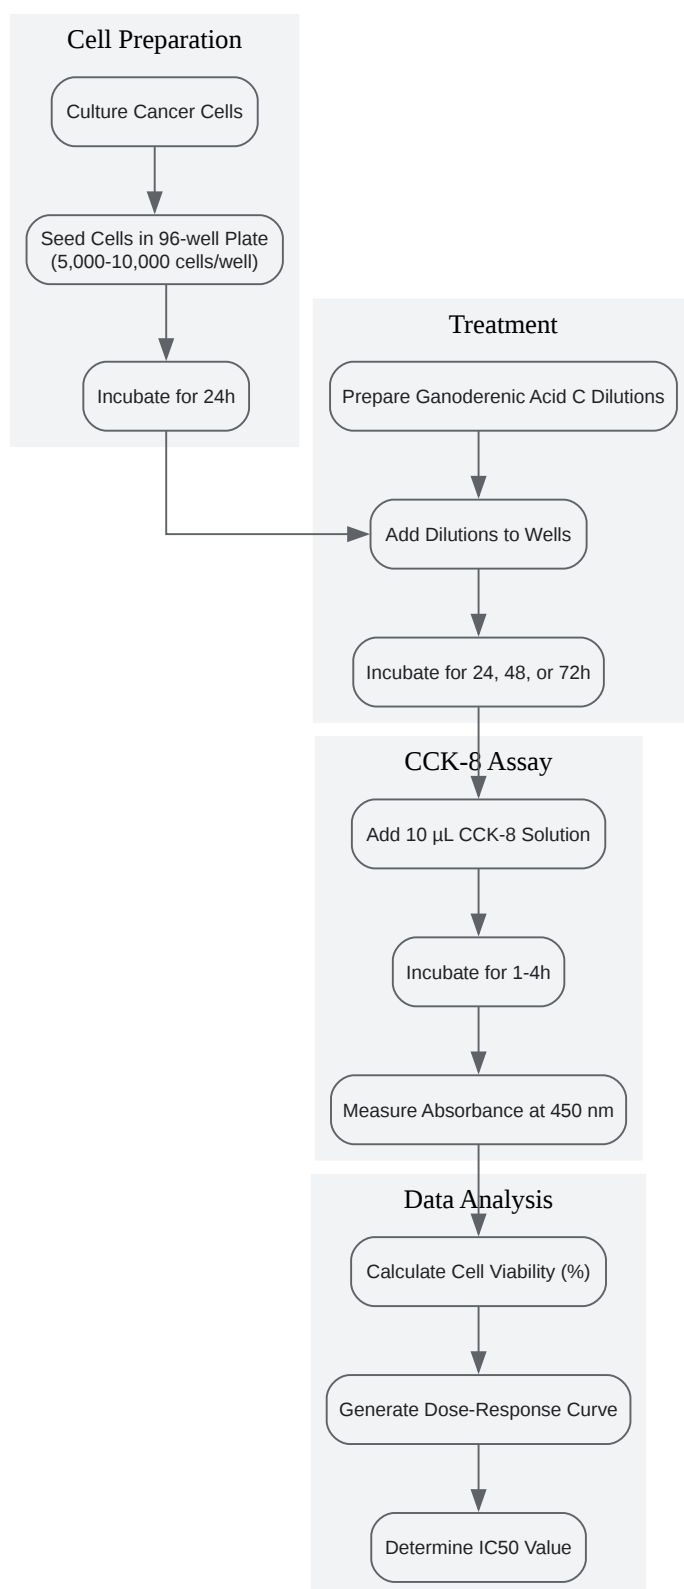 Cell Preparation
Culture Cancer Cells
Seed Cells in 96-well Plate
(5,000-10,000 cells/well)
Incubate for 24h
Treatment
Prepare Ganoderenic Acid C Dilutions
Add Dilutions to Wells
Incubate for 24, 48, or 72h
CCK-8 Assay
Add 10 µL CCK-8 Solution
Incubate for 1-4h
Measure Absorbance at 450 nm
Data Analysis
Calculate Cell Viability (%)
Generate Dose-Response Curve
Determine IC50 Value